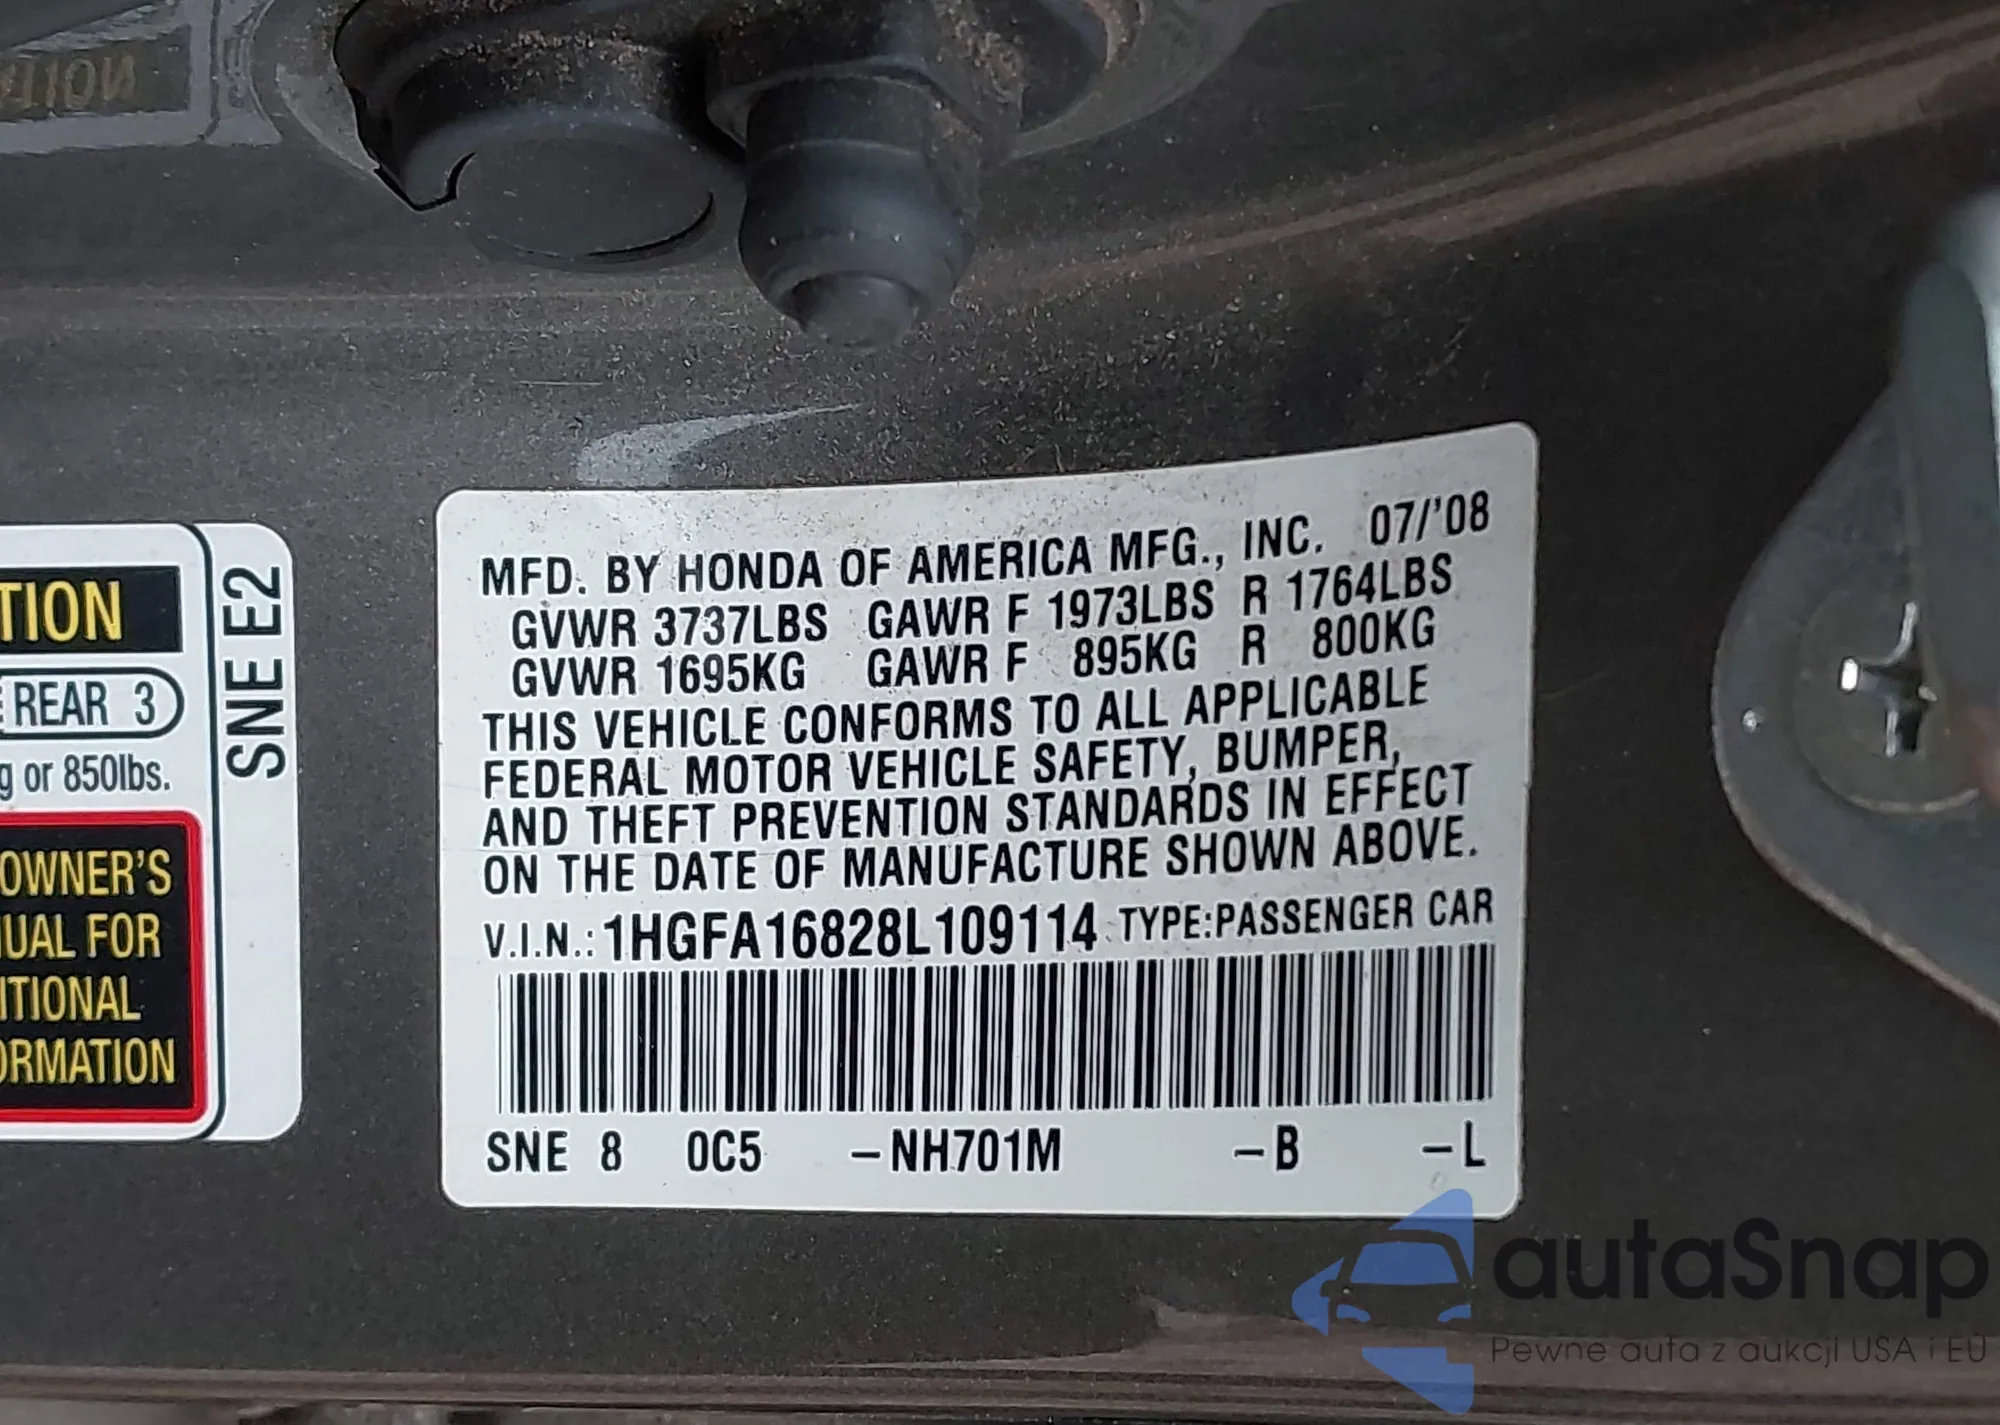 TION
REAR 3
g or 850lbs.
OWNER'S
UAL FOR
ITIONAL
ORMATION
SNE E2
MFD. BY HONDA OF AMERICA MFG., INC. 07/'08
GVWR 3737LBS GAWR F 1973LBS R 1764LBS
GVWR 1695KG GAWR F 895KG R 800KG
THIS VEHICLE CONFORMS TO ALL APPLICABLE
FEDERAL MOTOR VEHICLE SAFETY, BUMPER,
AND THEFT PREVENTION STANDARDS IN EFFECT
ON THE DATE OF MANUFACTURE SHOWN ABOVE.
V.I.N.: 1HGFA16828L109114 TYPE:PASSENGER CAR
SNE 8 0C5 –NH701M –B –L
autaSnap
Pewne auta z aukcji USA i EU